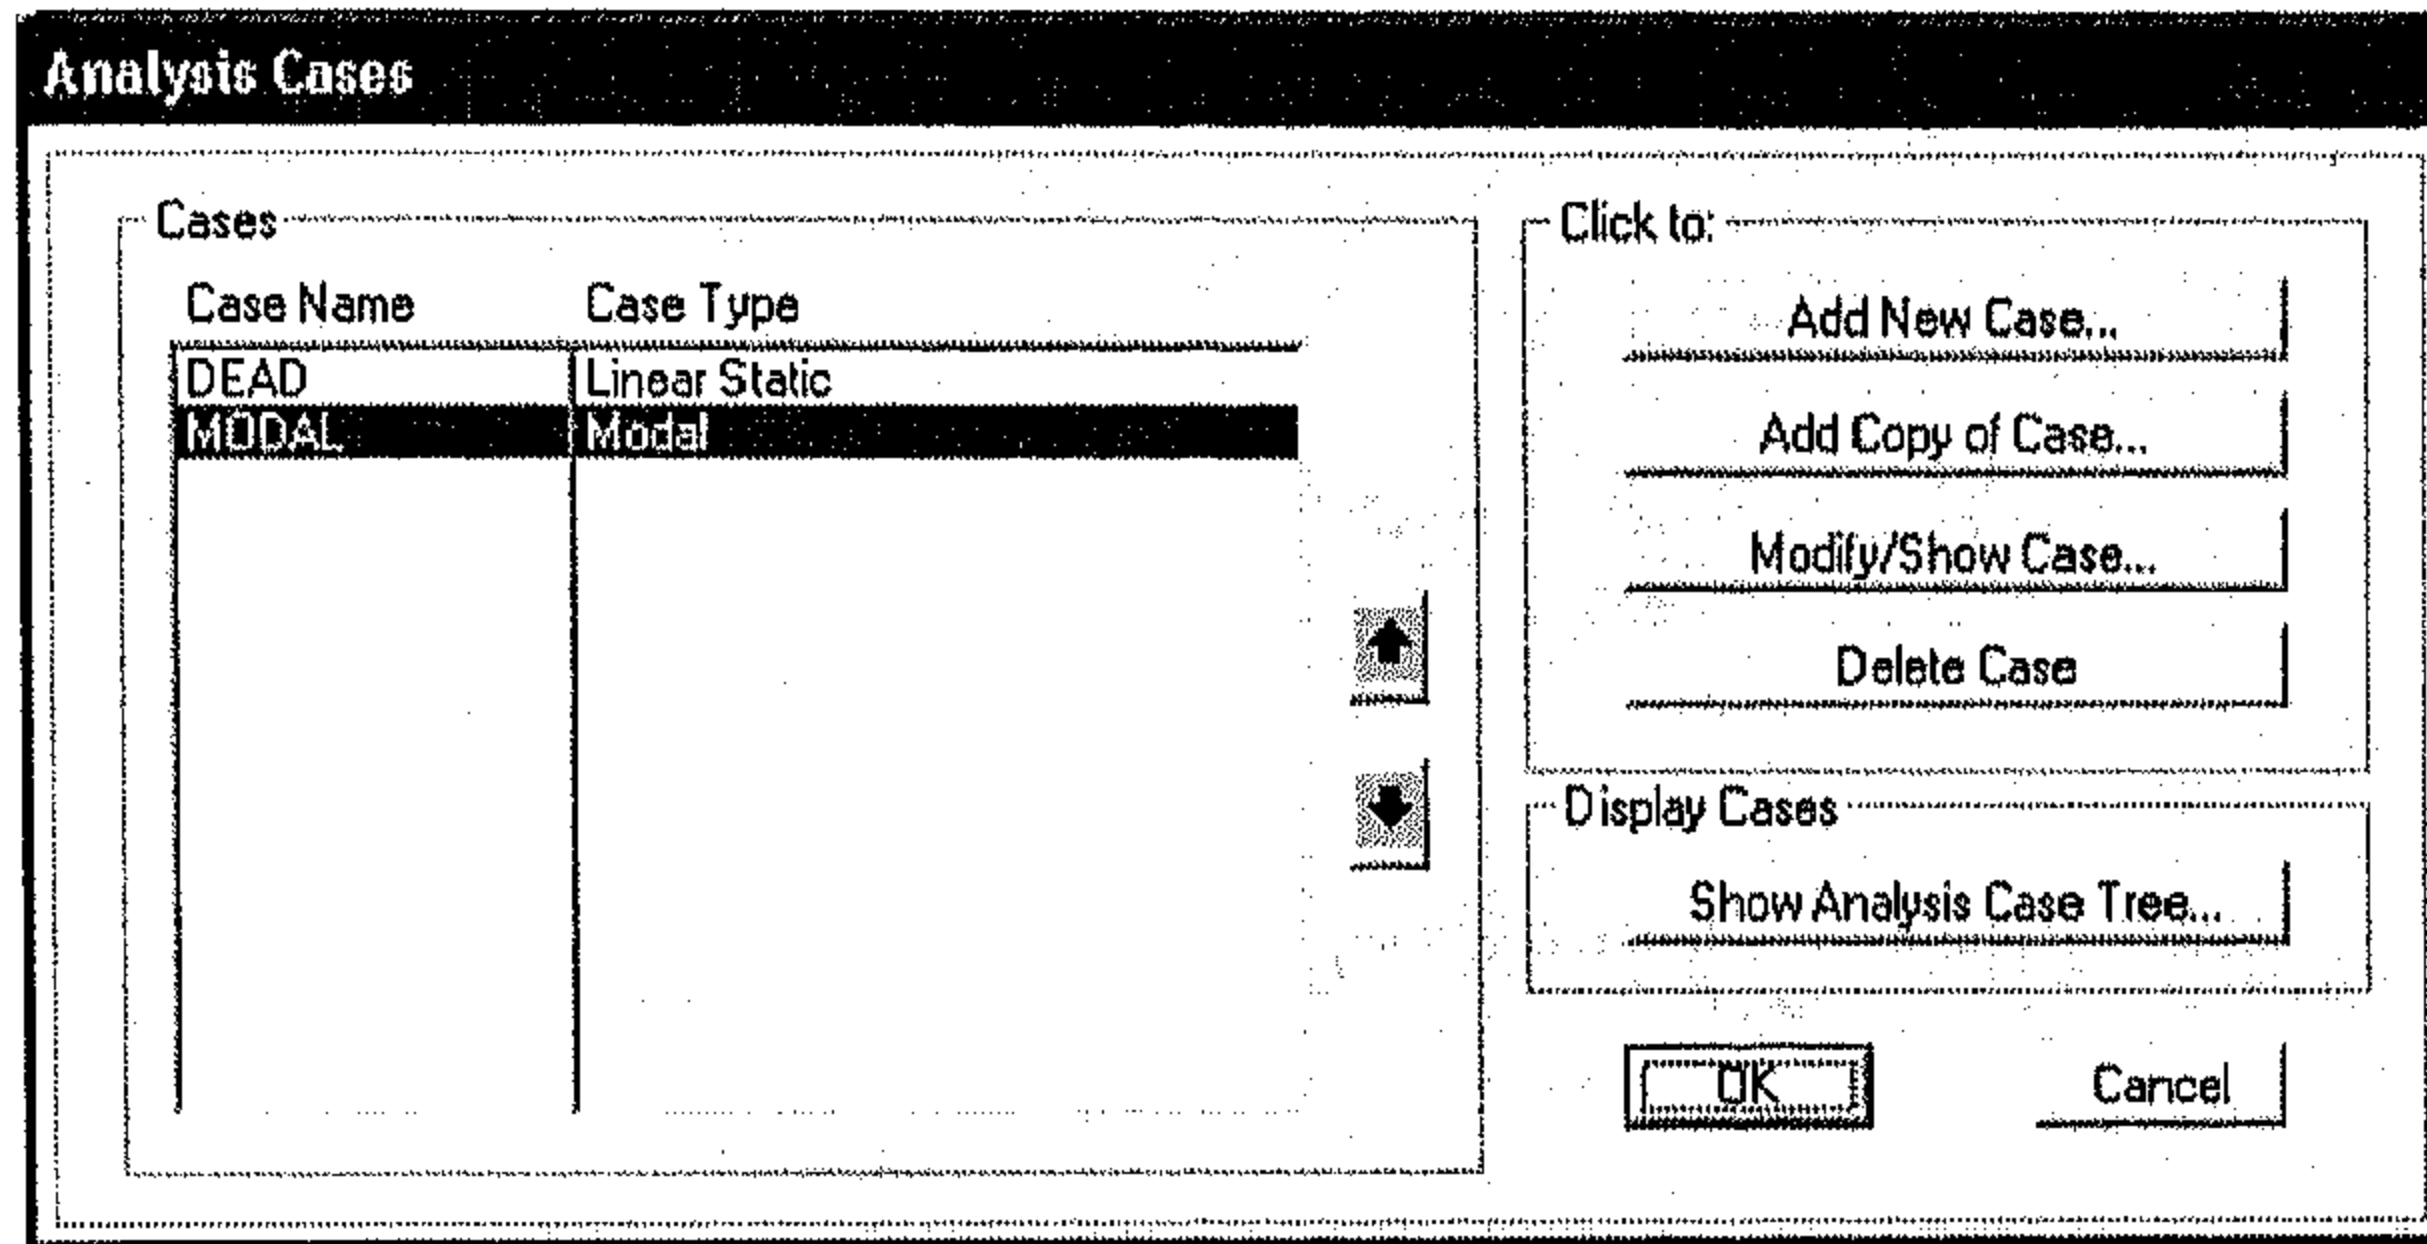 Analysis Cases
Cases
Case Name Case Type
DEAD Linear Static
MODAL Modal
Click to:
Add New Case...
Add Copy of Case...
Modify/Show Case...
Delete Case
Display Cases
Show Analysis Case Tree...
OK Cancel